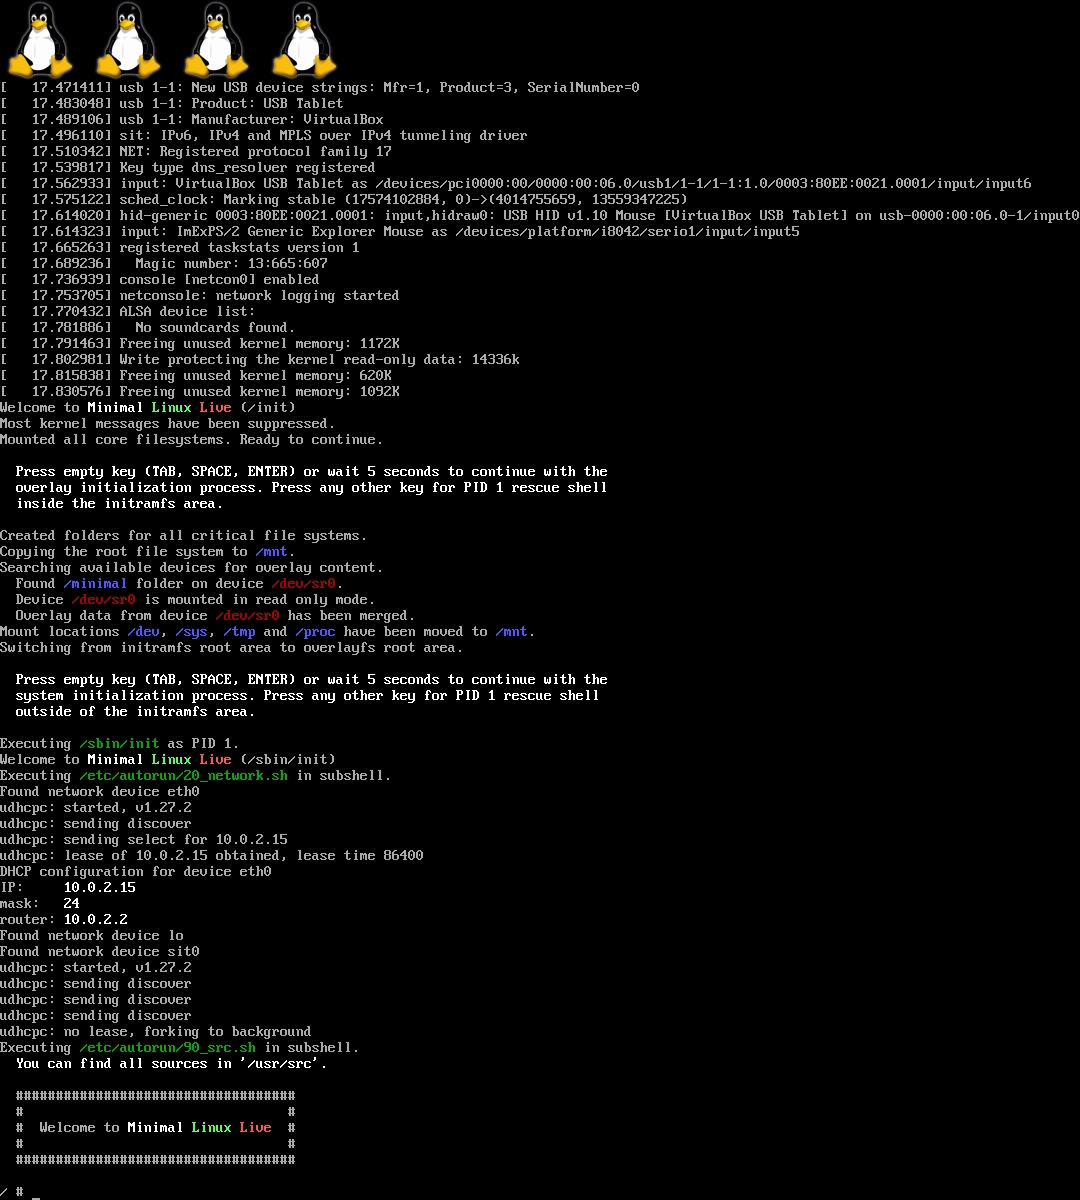 [   17.471411] usb 1-1: New USB device strings: Mfr=1, Product=3, SerialNumber=0
[   17.483048] usb 1-1: Product: USB Tablet
[   17.489106] usb 1-1: Manufacturer: VirtualBox
[   17.496110] sit: IPv6, IPv4 and MPLS over IPv4 tunneling driver
[   17.510342] NET: Registered protocol family 17
[   17.539817] Key type dns_resolver registered
[   17.562933] input: VirtualBox USB Tablet as /devices/pci0000:00/0000:00:06.0/usb1/1-1/1-1:1.0/0003:80EE:0021.0001/input/input6
[   17.575122] sched_clock: Marking stable (17574102884, 0)->(4014755659, 13559347225)
[   17.614020] hid-generic 0003:80EE:0021.0001: input,hidraw0: USB HID v1.10 Mouse [VirtualBox USB Tablet] on usb-0000:00:06.0-1/input0
[   17.614323] input: ImExPS/2 Generic Explorer Mouse as /devices/platform/i8042/serio1/input/input5
[   17.665263] registered taskstats version 1
[   17.689236]   Magic number: 13:665:607
[   17.736939] console [netcon0] enabled
[   17.753705] netconsole: network logging started
[   17.770432] ALSA device list:
[   17.781886]   No soundcards found.
[   17.791463] Freeing unused kernel memory: 1172K
[   17.802981] Write protecting the kernel read-only data: 14336k
[   17.815838] Freeing unused kernel memory: 620K
[   17.830576] Freeing unused kernel memory: 1092K
Welcome to Minimal Linux Live (/init)
Most kernel messages have been suppressed.
Mounted all core filesystems. Ready to continue.
  Press empty key (TAB, SPACE, ENTER) or wait 5 seconds to continue with the
  overlay initialization process. Press any other key for PID 1 rescue shell
  inside the initramfs area.
Created folders for all critical file systems.
Copying the root file system to /mnt.
Searching available devices for overlay content.
  Found /minimal folder on device /dev/sr0.
  Device /dev/sr0 is mounted in read only mode.
  Overlay data from device /dev/sr0 has been merged.
Mount locations /dev, /sys, /tmp and /proc have been moved to /mnt.
Switching from initramfs root area to overlayfs root area.
  Press empty key (TAB, SPACE, ENTER) or wait 5 seconds to continue with the
  system initialization process. Press any other key for PID 1 rescue shell
  outside of the initramfs area.
Executing /sbin/init as PID 1.
Welcome to Minimal Linux Live (/sbin/init)
Executing /etc/autorun/20_network.sh in subshell.
Found network device eth0
udhcpc: started, v1.27.2
udhcpc: sending discover
udhcpc: sending select for 10.0.2.15
udhcpc: lease of 10.0.2.15 obtained, lease time 86400
DHCP configuration for device eth0
IP:     10.0.2.15
mask:   24
router: 10.0.2.2
Found network device lo
Found network device sit0
udhcpc: started, v1.27.2
udhcpc: sending discover
udhcpc: sending discover
udhcpc: sending discover
udhcpc: no lease, forking to background
Executing /etc/autorun/90_src.sh in subshell.
  You can find all sources in '/usr/src'.
  ###################################
  #                                 #
  #  Welcome to Minimal Linux Live  #
  #                                 #
  ###################################
/ # _